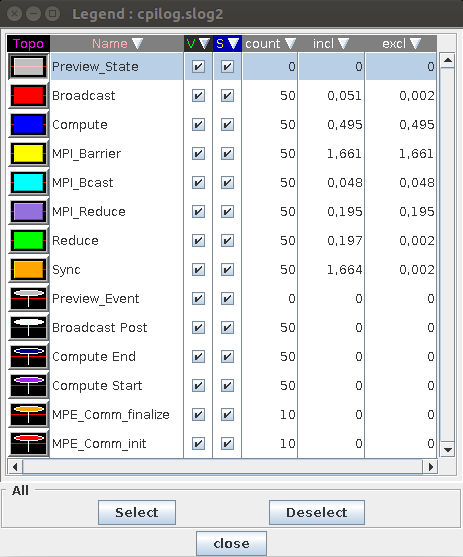 Legend : cpilog.slog2
Topo Name V S count incl excl
Preview_State 0 0 0
Broadcast 50 0,051 0,002
Compute 50 0,495 0,495
MPI_Barrier 50 1,661 1,661
MPI_Bcast 50 0,048 0,048
MPI_Reduce 50 0,195 0,195
Reduce 50 0,197 0,002
Sync 50 1,664 0,002
Preview_Event 0 0 0
Broadcast Post 50 0 0
Compute End 50 0 0
Compute Start 50 0 0
MPE_Comm_finalize 10 0 0
MPE_Comm_init 10 0 0
All
Select Deselect
close